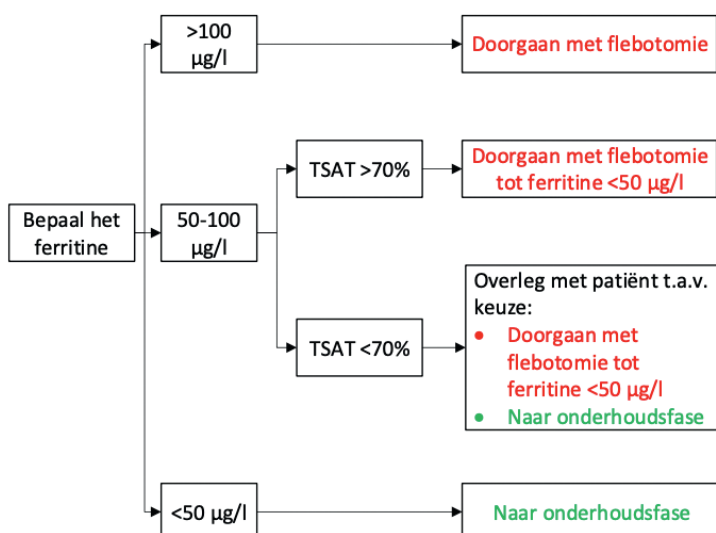 >100
µg/l
Doorgaan met flebotomie
TSAT >70%
Doorgaan met flebotomie
tot ferritine <50 µg/l
Bepaal het
ferritine
50-100
µg/l
TSAT <70%
Overleg met patiënt t.a.v.
keuze:
• Doorgaan met
flebotomie tot
ferritine <50 µg/l
• Naar onderhoudsfase
<50 µg/l
Naar onderhoudsfase